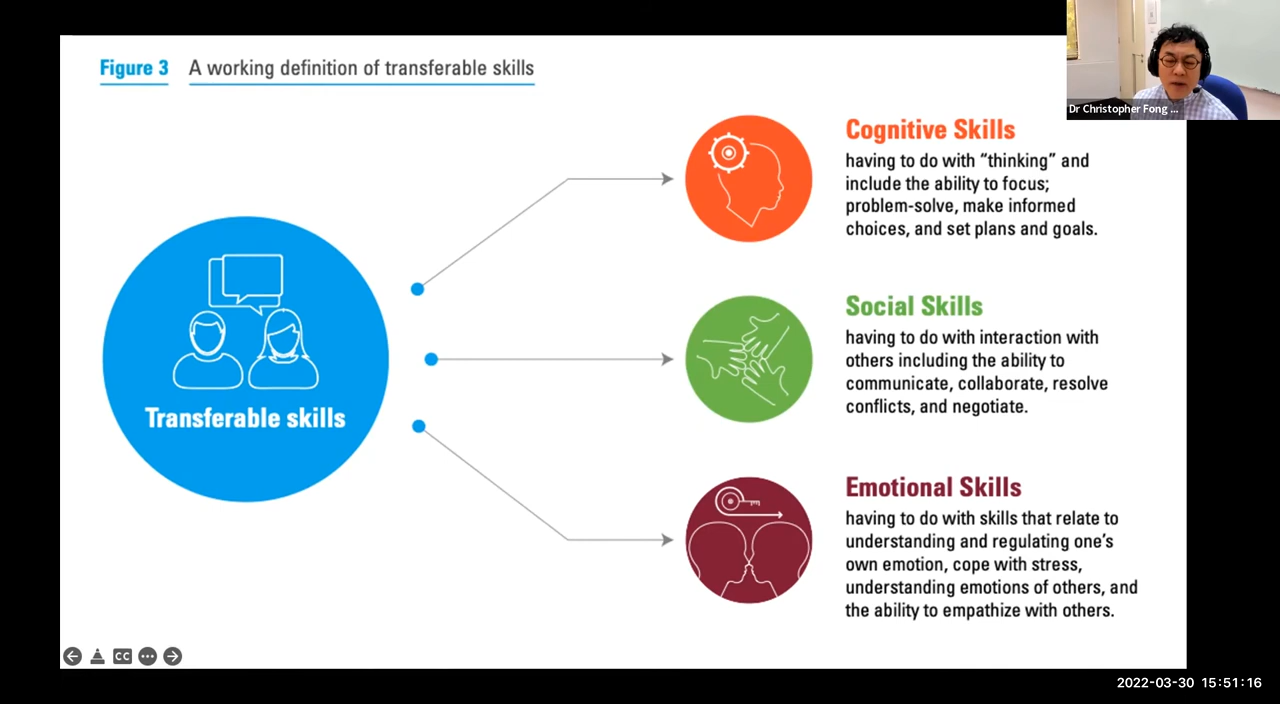 Figure 3 A working definition of transferable skills
Dr Christopher Fong ...
Transferable skills
Cognitive Skills
having to do with “thinking” and
include the ability to focus;
problem-solve, make informed
choices, and set plans and goals.
Social Skills
having to do with interaction with
others including the ability to
communicate, collaborate, resolve
conflicts, and negotiate.
Emotional Skills
having to do with skills that relate to
understanding and regulating one’s
own emotion, cope with stress,
understanding emotions of others, and
the ability to empathize with others.
CC
2022-03-30 15:51:16